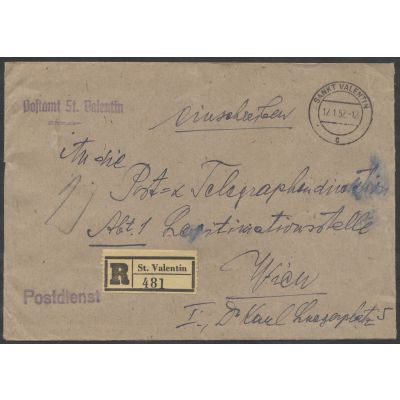 Postamt St. Valentin
Einschreiben
SANKT VALENTIN
17.1.52-12
c
An die
Post=u. Telegraphendirektion
Abt. 1 Legitimationsstelle
Wien
I., Dr Karl Luegerplatz 5
R
St. Valentin
481
Postdienst